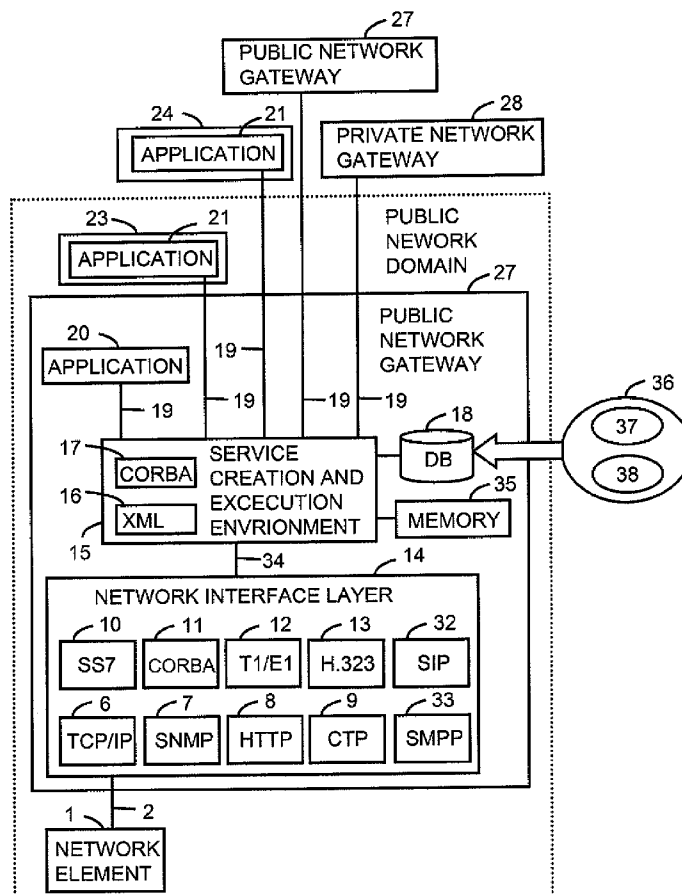 27
PUBLIC NETWORK
GATEWAY
24
21
APPLICATION
28
PRIVATE NETWORK
GATEWAY
23
21
APPLICATION
PUBLIC
NEWORK
DOMAIN
27
PUBLIC
NETWORK
GATEWAY
20
APPLICATION
19
19
19
19
19
18
DB
36
37
38
17
CORBA
16
XML
15
SERVICE
CREATION AND
EXCECUTION
ENVRIONMENT
35
MEMORY
34
14
NETWORK INTERFACE LAYER
10
11
12
13
32
SS7
CORBA
T1/E1
H.323
SIP
6
7
8
9
33
TCP/IP
SNMP
HTTP
CTP
SMPP
1
2
NETWORK
ELEMENT